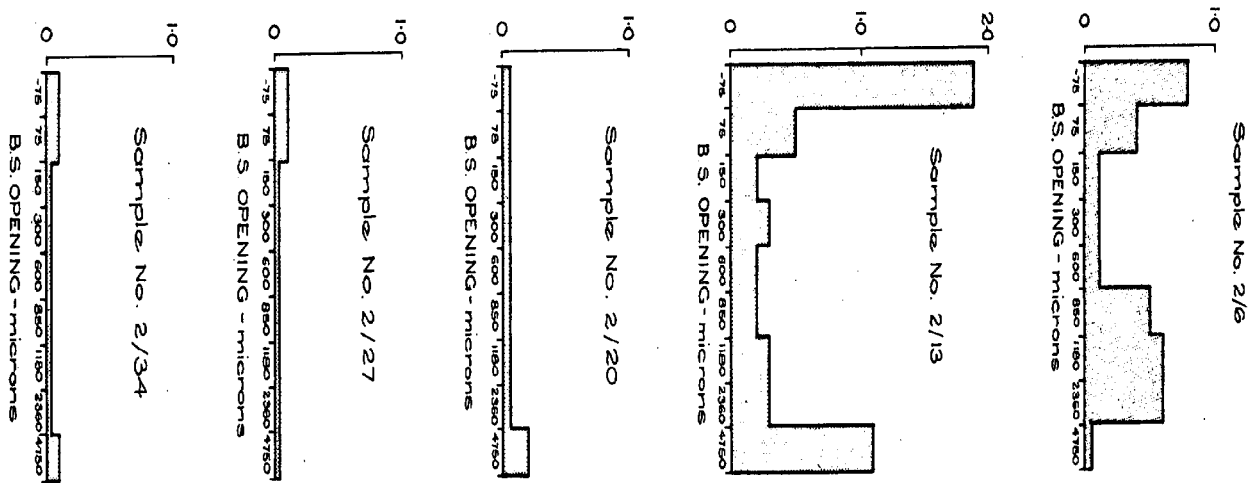 Sample No. 2/6
1·0
0
-75 75 150 300 600 850 1180 2360 4750
B.S. OPENING - microns
2·0
Sample No. 2/13
1·0
0
-75 75 150 300 600 850 1180 2360 4750
B.S. OPENING - microns
1·0
Sample No. 2/20
0
-75 75 150 300 600 850 1180 2360 4750
B.S. OPENING - microns
1·0
Sample No. 2/27
0
-75 75 150 300 600 850 1180 2360 4750
B.S. OPENING - microns
1·0
Sample No. 2/34
0
-75 75 150 300 600 850 1180 2360 4750
B.S. OPENING - microns